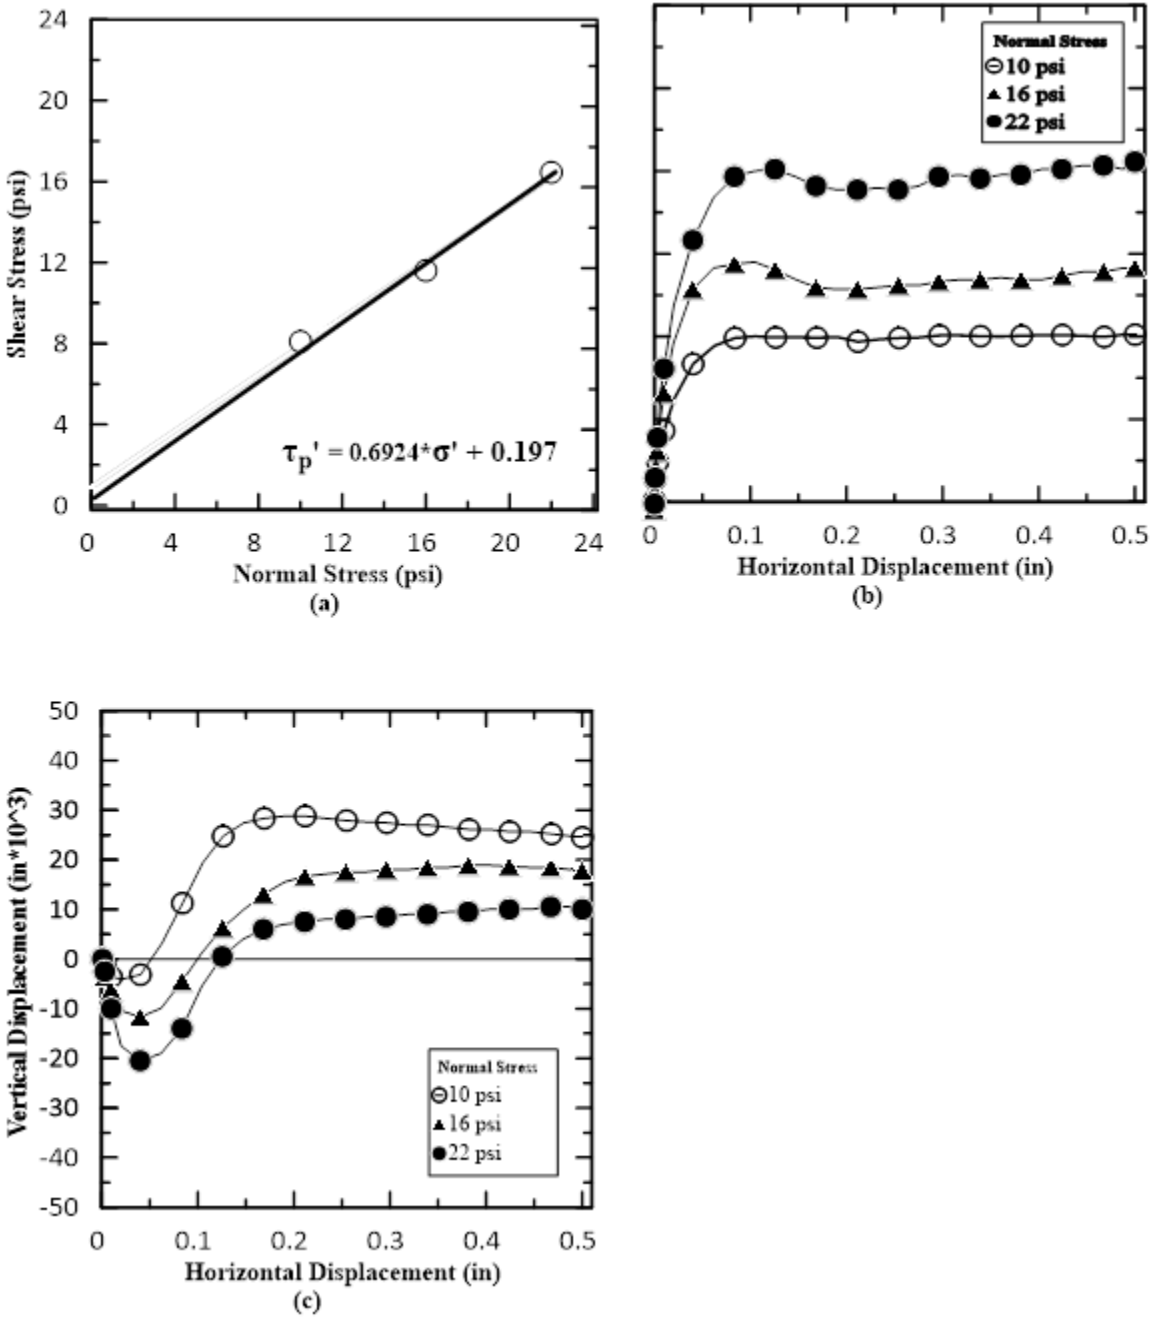 24
20
16
12
8
4
0
Shear Stress (psi)
τp' = 0.6924*σ' + 0.197
0 4 8 12 16 20 24
Normal Stress (psi)
(a)
Normal Stress
10 psi
16 psi
22 psi
0 0.1 0.2 0.3 0.4 0.5
Horizontal Displacement (in)
(b)
50
40
30
20
10
0
-10
-20
-30
-40
-50
Vertical Displacement (in*10^3)
Normal Stress
10 psi
16 psi
22 psi
0 0.1 0.2 0.3 0.4 0.5
Horizontal Displacement (in)
(c)